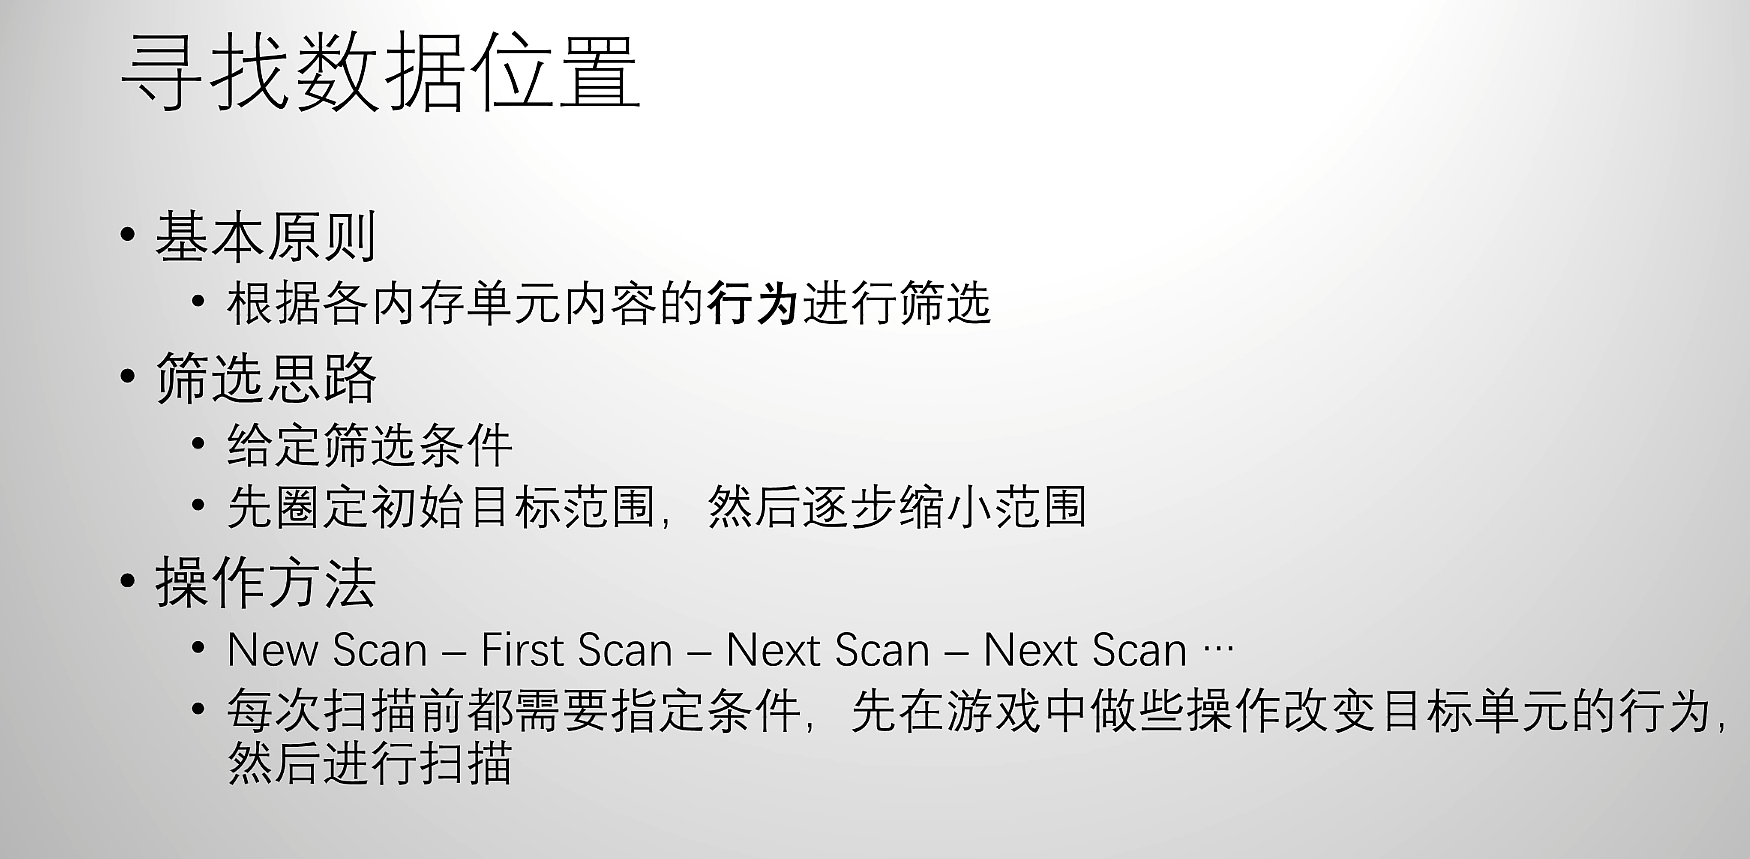 寻找数据位置
• 基本原则
• 根据各内存单元内容的行为进行筛选
• 筛选思路
• 给定筛选条件
• 先圈定初始目标范围，然后逐步缩小范围
• 操作方法
• New Scan – First Scan – Next Scan – Next Scan …
• 每次扫描前都需要指定条件，先在游戏中做些操作改变目标单元的行为，
然后进行扫描